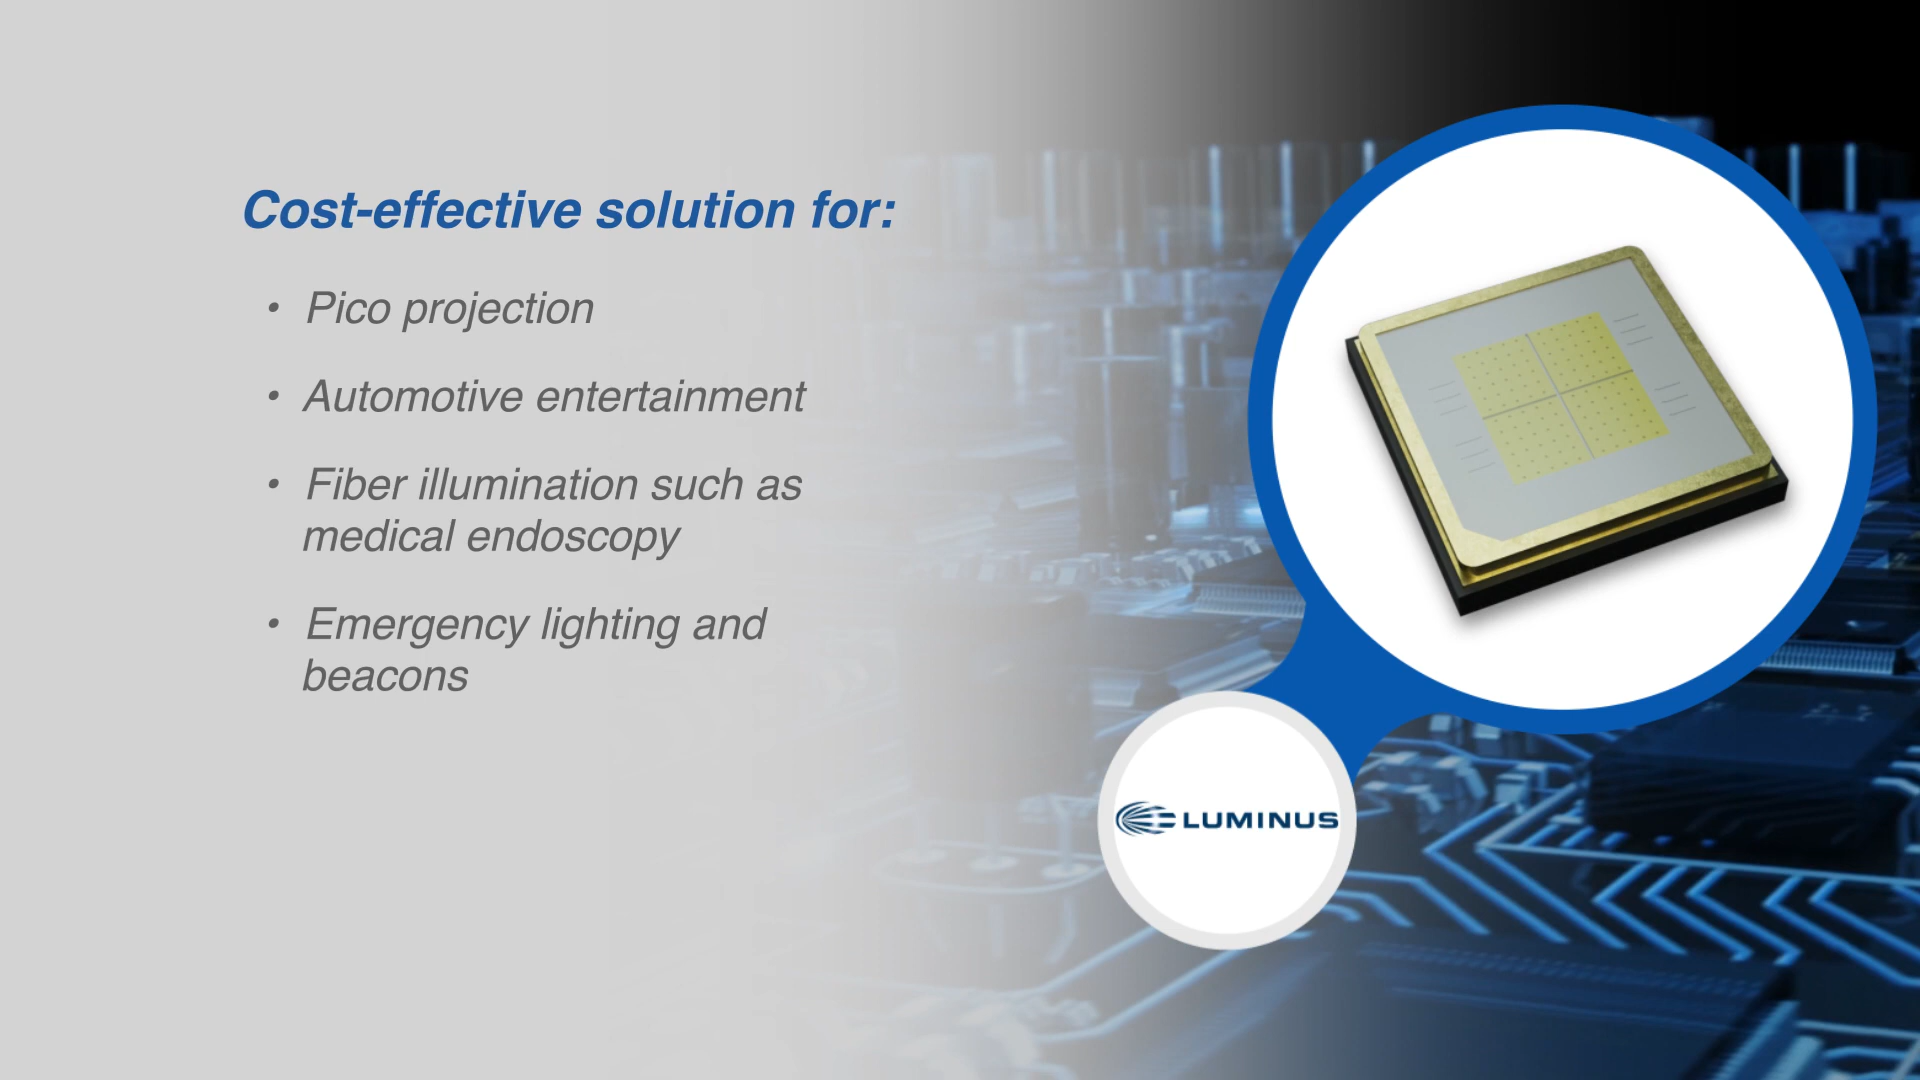 Cost-effective solution for:
• Pico projection
• Automotive entertainment
• Fiber illumination such as
medical endoscopy
• Emergency lighting and
beacons
LUMINUS